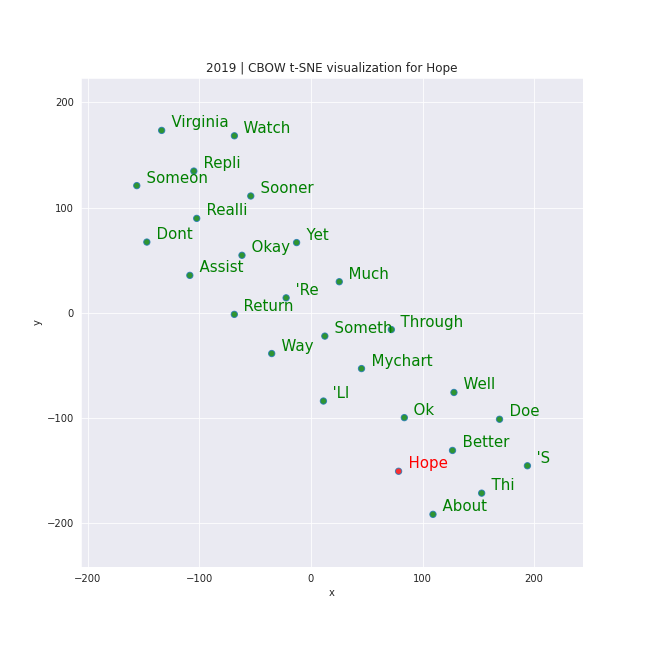 2019 | CBOW t-SNE visualization for Hope
200
Virginia
Watch
Repli
Someon
Sooner
100
Realli
Dont
Yet
Okay
Assist
Much
'Re
Return
0
Someth
Through
Way
Mychart
Well
'Ll
−100
Ok
Doe
Better
Hope
'S
Thi
About
−200
−200
−100
0
100
200
x
y